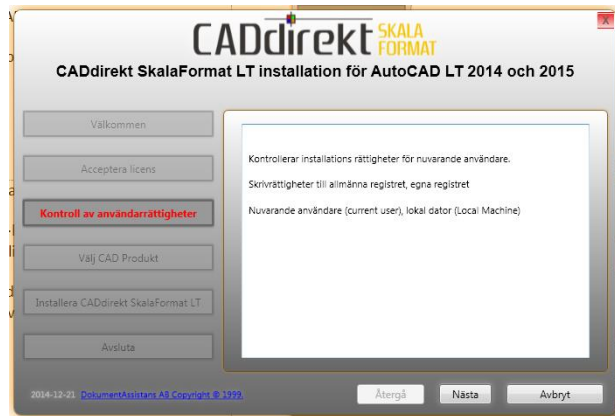 CADdirekt SKALA
FORMAT
CADdirekt SkalaFormat LT installation för AutoCAD LT 2014 och 2015
X
Välkommen
Acceptera licens
Kontroll av användarrättigheter
Välj CAD Produkt
Installera CADdirekt SkalaFormat LT
Avsluta
Kontrollerar installations rättigheter för nuvarande användare.
Skrivrättigheter till allmänna registret, egna registret
Nuvarande användare (current user), lokal dator (Local Machine)
2014-12-21 DokumentAssistans AB Copyright © 1999.
Återgå
Nästa
Avbryt